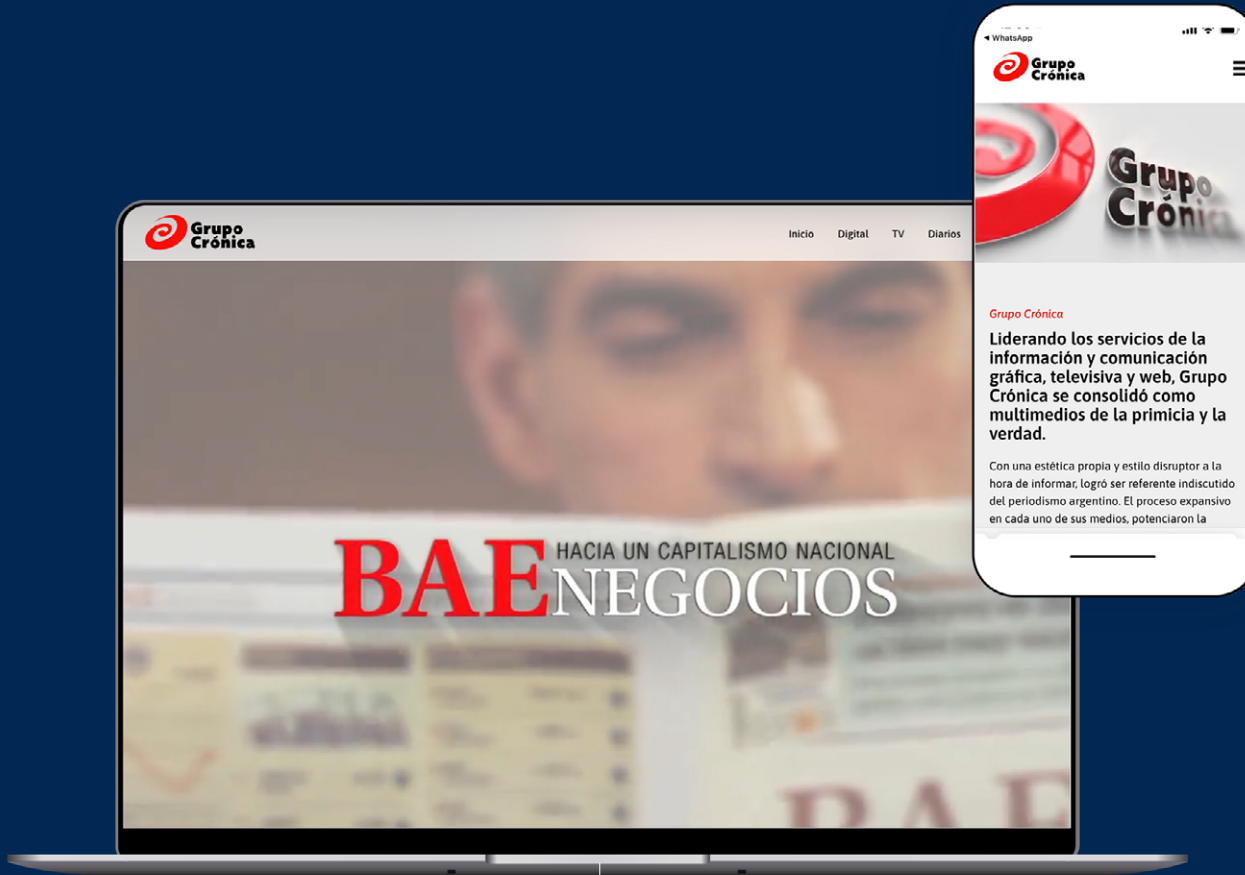 Grupo
Crónica
Inicio Digital TV Diarios
BAE HACIA UN CAPITALISMO NACIONAL
NEGOCIOS
BAE
WhatsApp
Grupo
Crónica
Grupo
Crónica
Grupo Crónica
Liderando los servicios de la
información y comunicación
gráfica, televisiva y web, Grupo
Crónica se consolidó como
multimedios de la primicia y la
verdad.
Con una estética propia y estilo disruptor a la
hora de informar, logró ser referente indiscutido
del periodismo argentino. El proceso expansivo
en cada uno de sus medios, potenciaron la